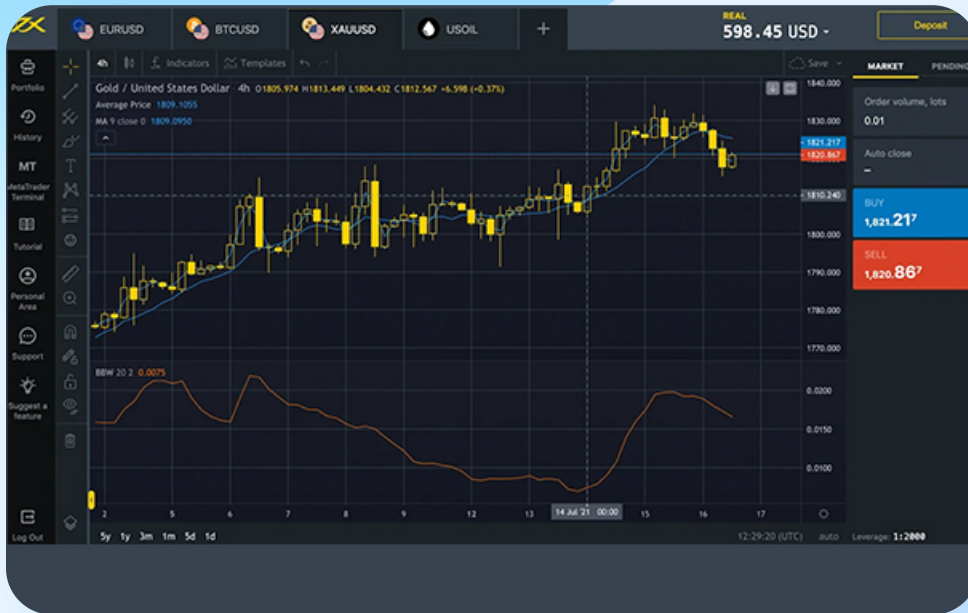 EURUSD
BTCUSD
XAUUSD
USOIL
+
REAL
598.45 USD
Deposit
Portfolio
History
MT
MetaTrader
Terminal
Tutorial
Personal
Area
Support
Suggest a
feature
Log Out
4h
Indicators
Templates
Save
Gold / United States Dollar 4h O1805.974 H1813.449 L1804.432 C1812.567 +6.598 (+0.37%)
Average Price 1809.1055
MA 9 close 0 1809.0950
1840.000
1830.000
1821.217
1820.867
1810.240
1800.000
1790.000
1780.000
1770.000
BBW 20 2 0.0075
0.0200
0.0150
0.0100
2 5 6 7 8 9 12 13 14 Jul '21 00:00 15 16 17
5y 1y 3m 1m 5d 1d
12:29:20 (UTC) auto
MARKET PENDING
Order volume, lots
0.01
Auto close
–
BUY
1,821.217
SELL
1,820.867
Leverage: 1:2000